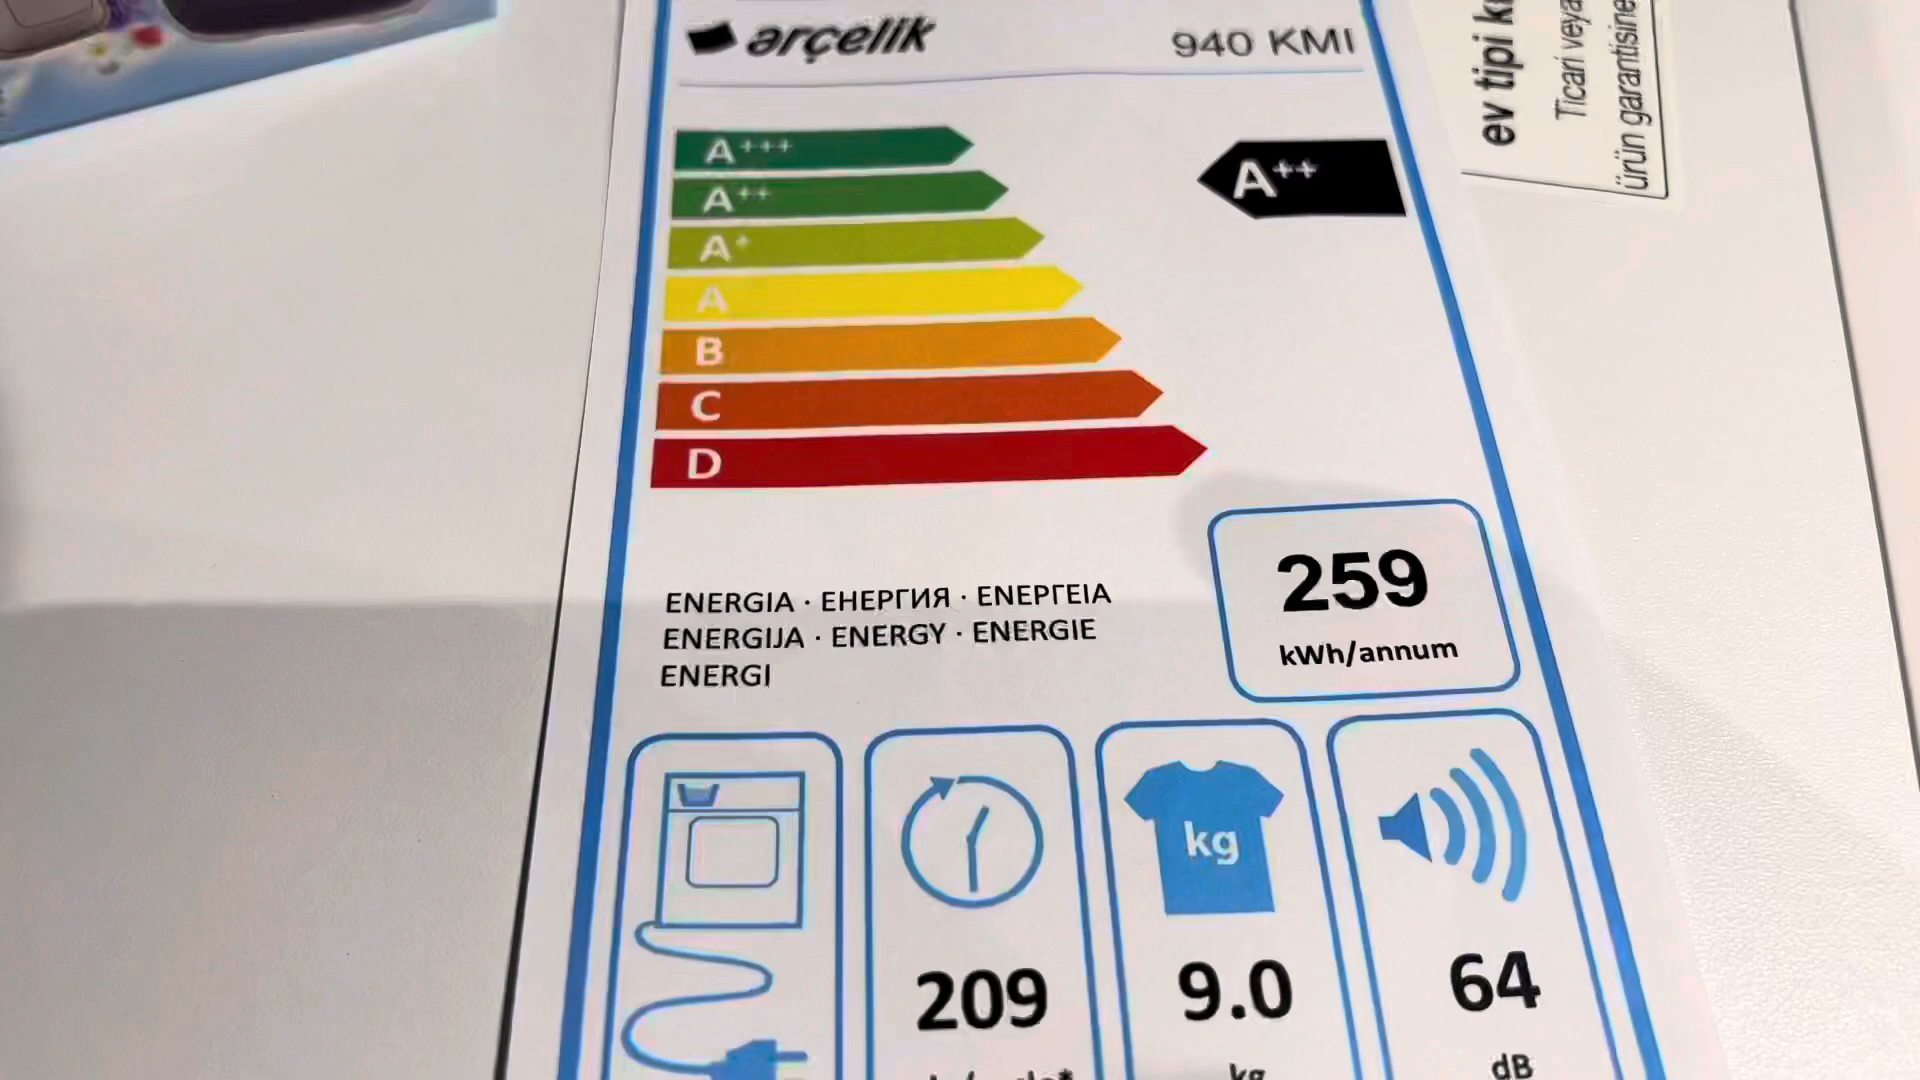 arçelik 940 KMI
A+++
A++
A++
A+
A
B
C
D
259
kWh/annum
ENERGIA · ЕНЕРГИЯ · ΕΝΕΡΓΕΙΑ
ENERGIJA · ENERGY · ENERGIE
ENERGI
kg
209
9.0
kg
64
dB
ev tipi
Ticari veya
ürün garantisine